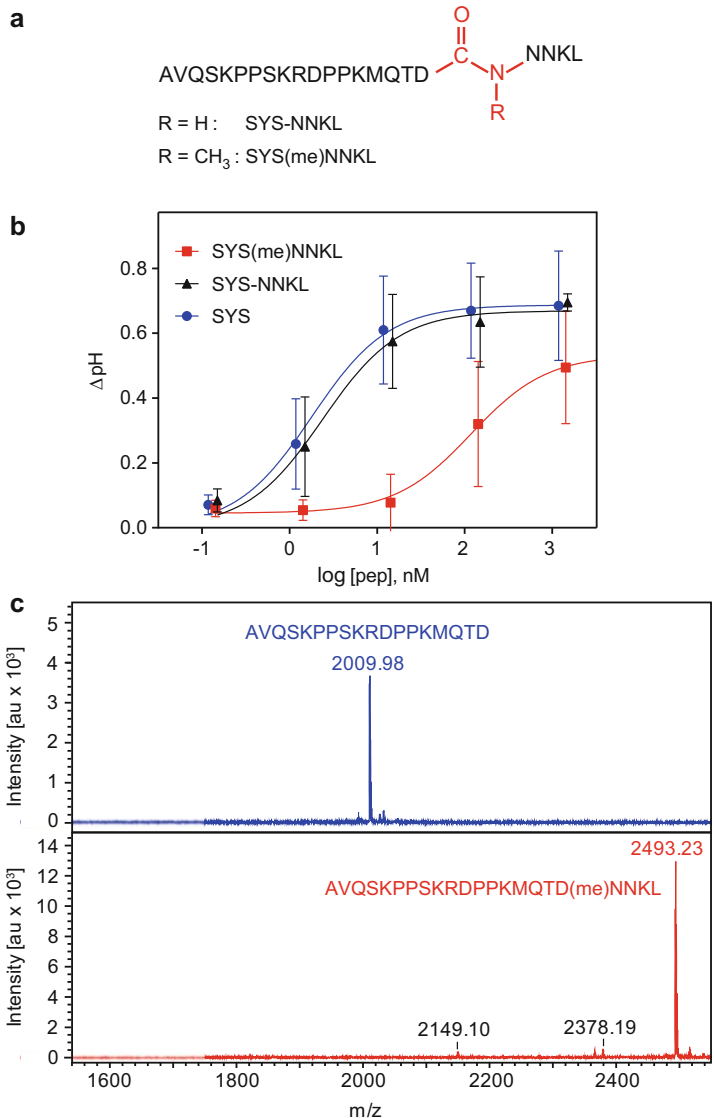 a
O
C
NNKL
AVQSKPPSKRDPPKMQTD
N
R
R = H : SYS-NNKL
R = CH3 : SYS(me)NNKL
b
SYS(me)NNKL
SYS-NNKL
SYS
0.8
0.6
0.4
0.2
0.0
ΔpH
-1 0 1 2 3
log [pep], nM
c
AVQSKPPSKRDPPKMQTD
2009.98
5
4
3
2
1
0
Intensity [au x 10³]
14
12
10
8
6
4
2
0
Intensity [au x 10³]
2493.23
AVQSKPPSKRDPPKMQTD(me)NNKL
2149.10
2378.19
1600 1800 2000 2200 2400
m/z